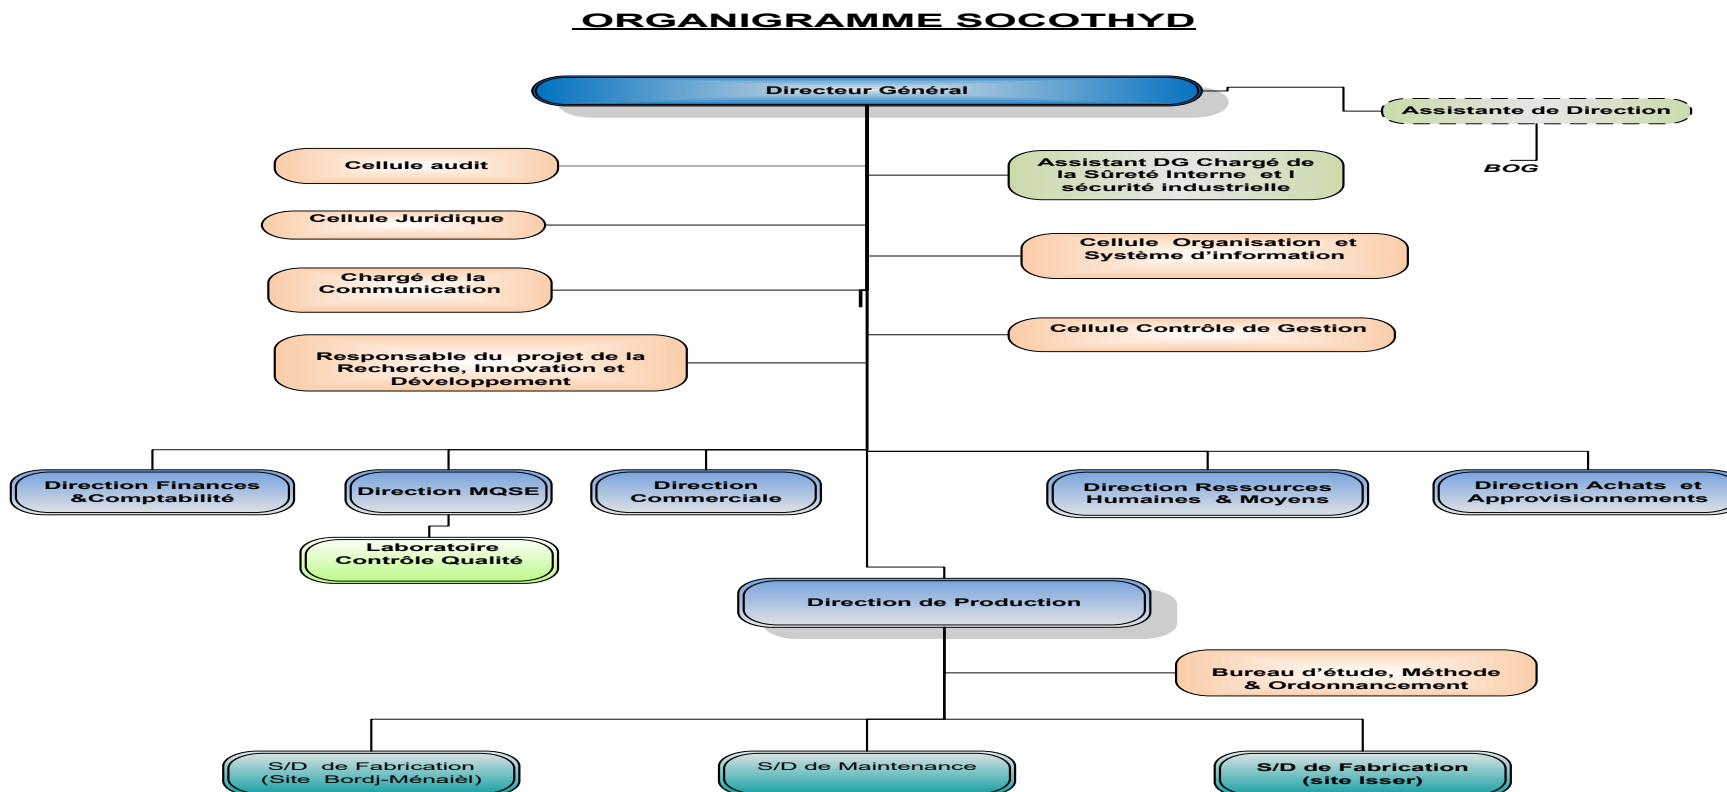 ORGANIGRAMME SOCOTHYD
Directeur Général
Assistante de Direction
BOG
Cellule audit
Assistant DG Chargé de
la Sûreté Interne et I
sécurité industrielle
Cellule Juridique
Cellule Organisation et
Système d'information
Chargé de la
Communication
Cellule Contrôle de Gestion
Responsable du projet de la
Recherche, Innovation et
Développement
Direction Finances
&Comptabilité
Direction MQSE
Direction
Commerciale
Direction Ressources
Humaines & Moyens
Direction Achats et
Approvisionnements
Laboratoire
Contrôle Qualité
Direction de Production
Bureau d'étude, Méthode
& Ordonnancement
S/D de Fabrication
(Site Bordj-Ménaièl)
S/D de Maintenance
S/D de Fabrication
(site Isser)